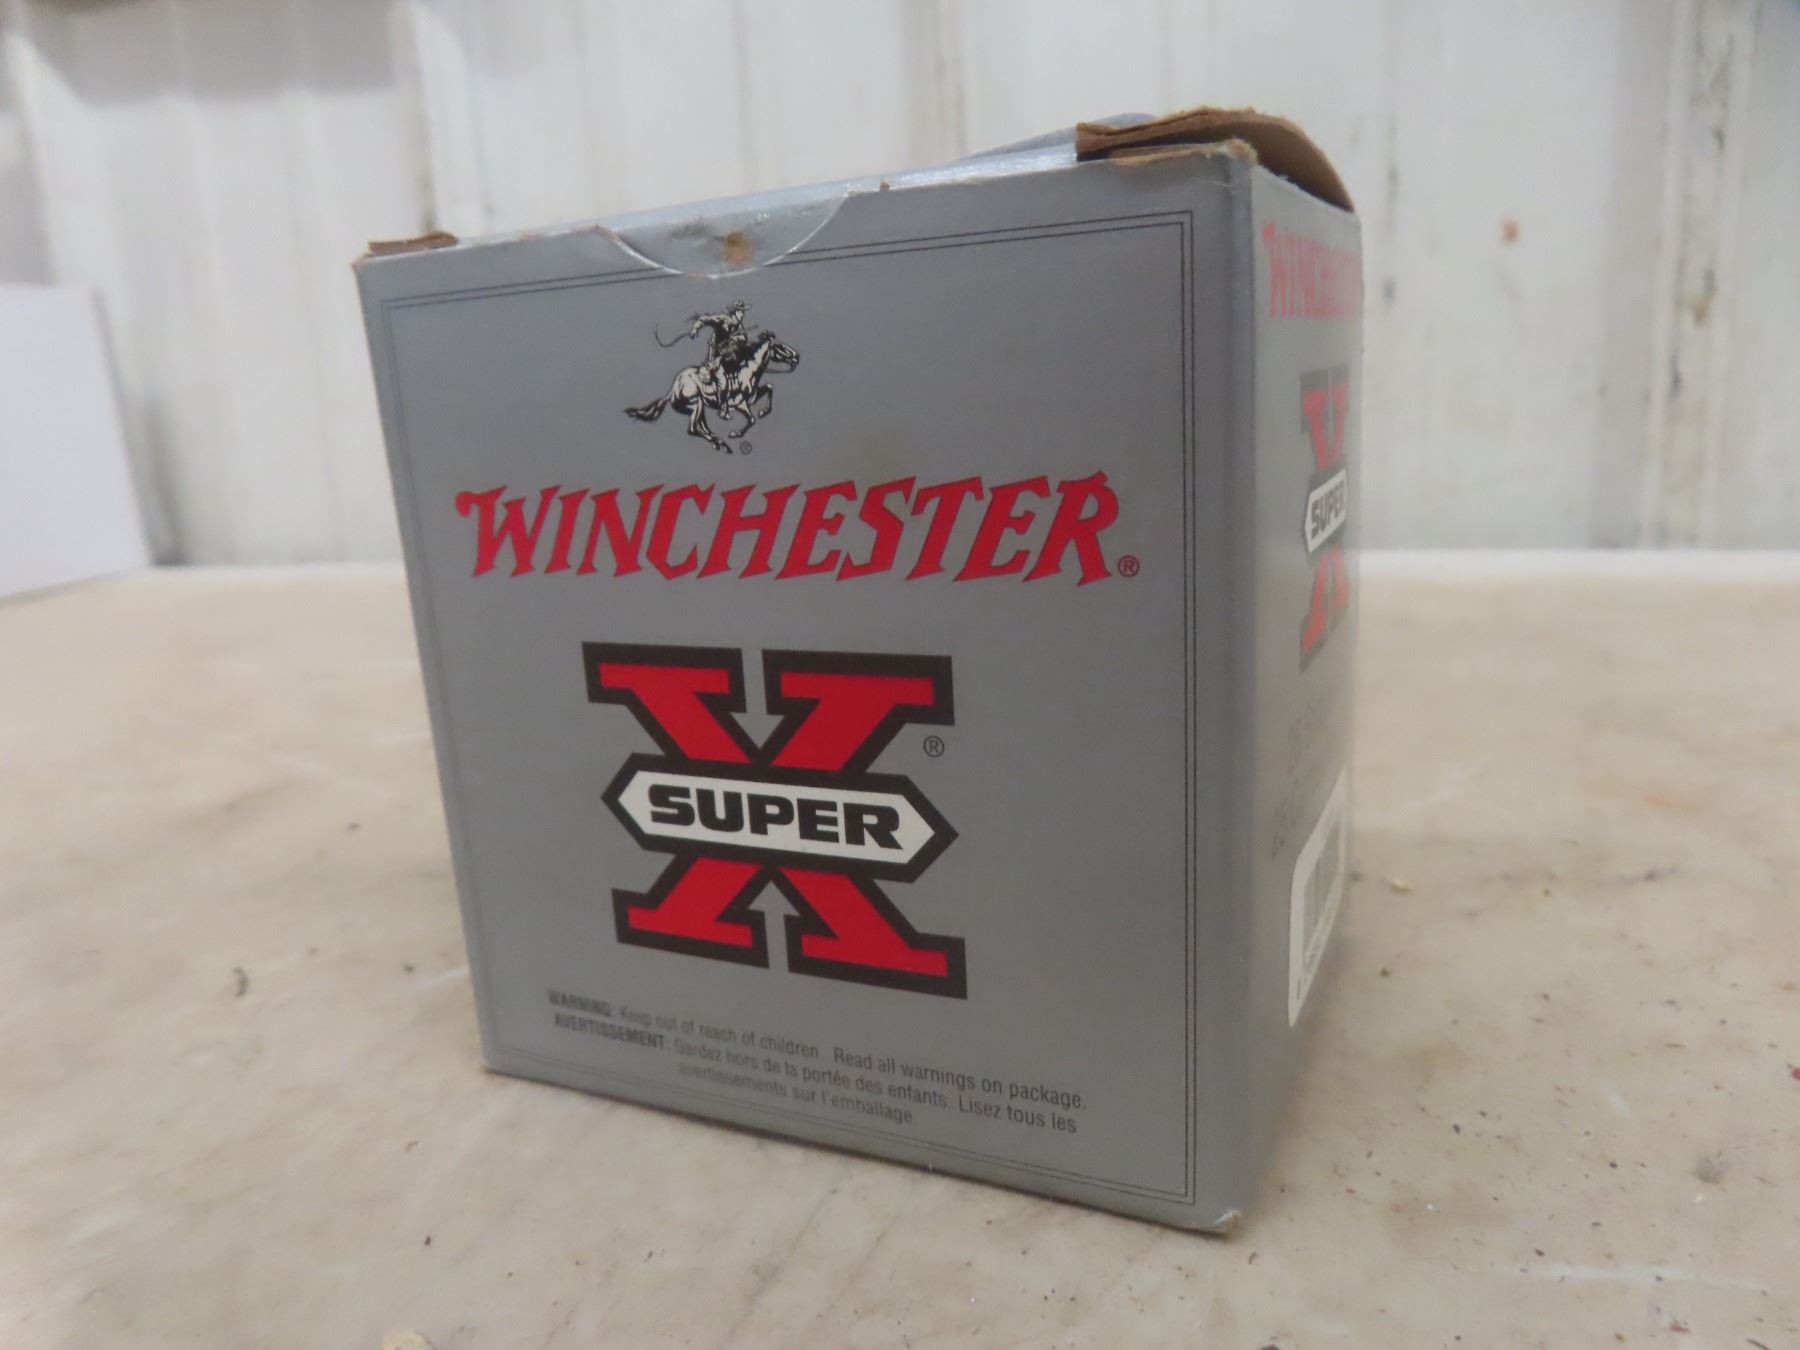 WINCHESTER®
SUPER X®
WARNING: Keep out of reach of children. Read all warnings on package.
AVERTISSEMENT: Gardez hors de la portée des enfants. Lisez tous les
avertissements sur l'emballage.
WINCHESTER
SUPER X